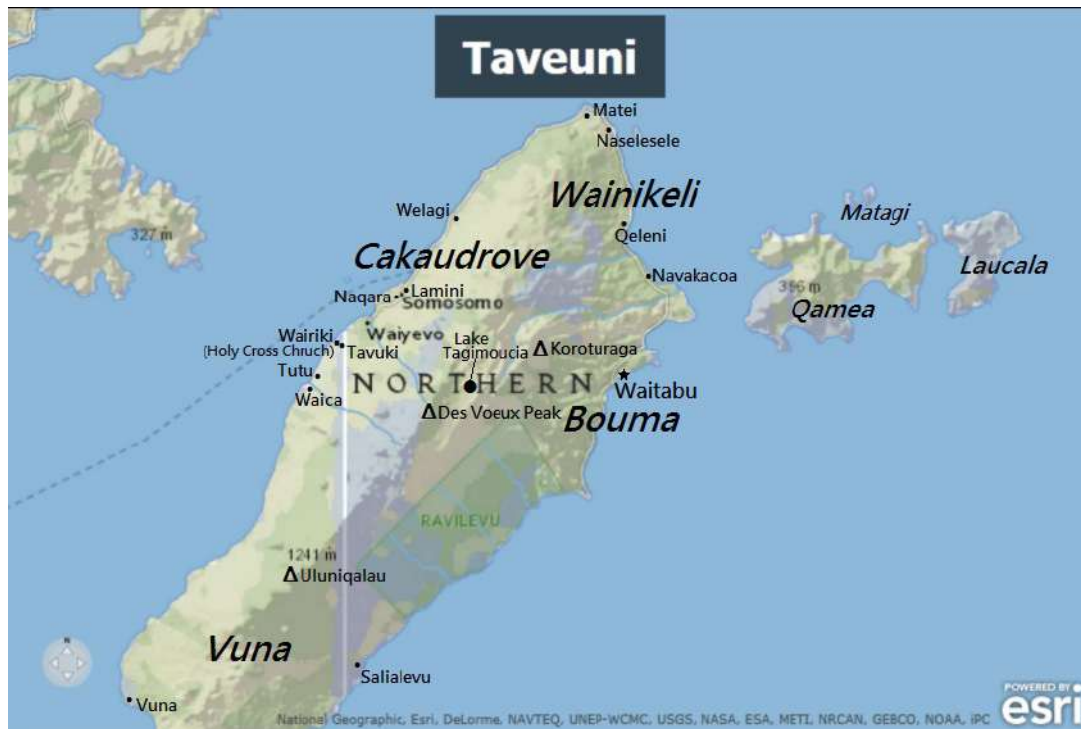 Taveuni
Matei
Naselesele
Wainikeli
Welagi
Matagi
Qeleni
327 m
Cakaudrove
Laucala
Navakacoa
Lamini
Naqara
Somosomo
356 m
Qamea
Waiyevo
Wairiki
Lake
Tagimoucia
(Holy Cross Chruch)
Tavuki
Δ Koroturaga
Tutu
NORTHERN
Waitabu
Waica
Δ Des Voeux Peak
Bouma
RAVILEVU
1241 m
Δ Uluniqalau
Vuna
N
Salialevu
Vuna
POWERED BY
esri
National Geographic, Esri, DeLorme, NAVTEQ, UNEP-WCMC, USGS, NASA, ESA, METI, NRCAN, GEBCO, NOAA, iPC